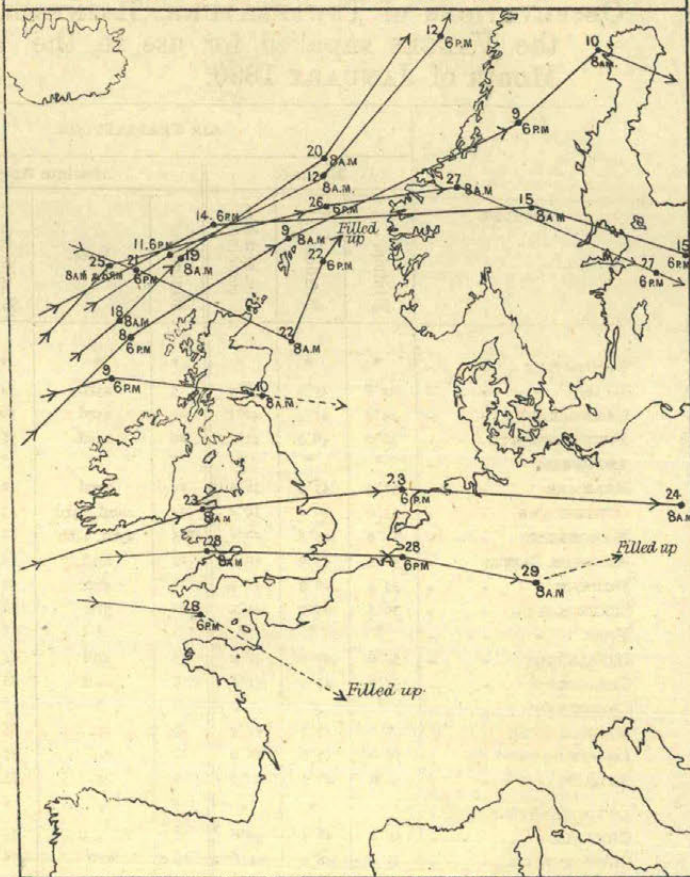 12
6 P.M
10
8 A.M.
9
6 P.M
20
8 A.M
12
8 A.M.
27
8 A.M
26
6 P.M
15
8 A.M
14. 6 P.M
9
8 A.M
Filled up
11. 6 P.M
19
8 A.M
22
6 P.M
15
6 P.M
25
8 A.M & 6 P.M
21
6 P.M
27
6 P.M
18
8 A.M
8
6 P.M
22
8 A.M
9
6 P.M
10
8 A.M.
23
8 A.M
23
6 P.M
24
8 A.M
28
8 A.M
28
6 P.M
29
8 A.M
Filled up
28
6 P.M
Filled up